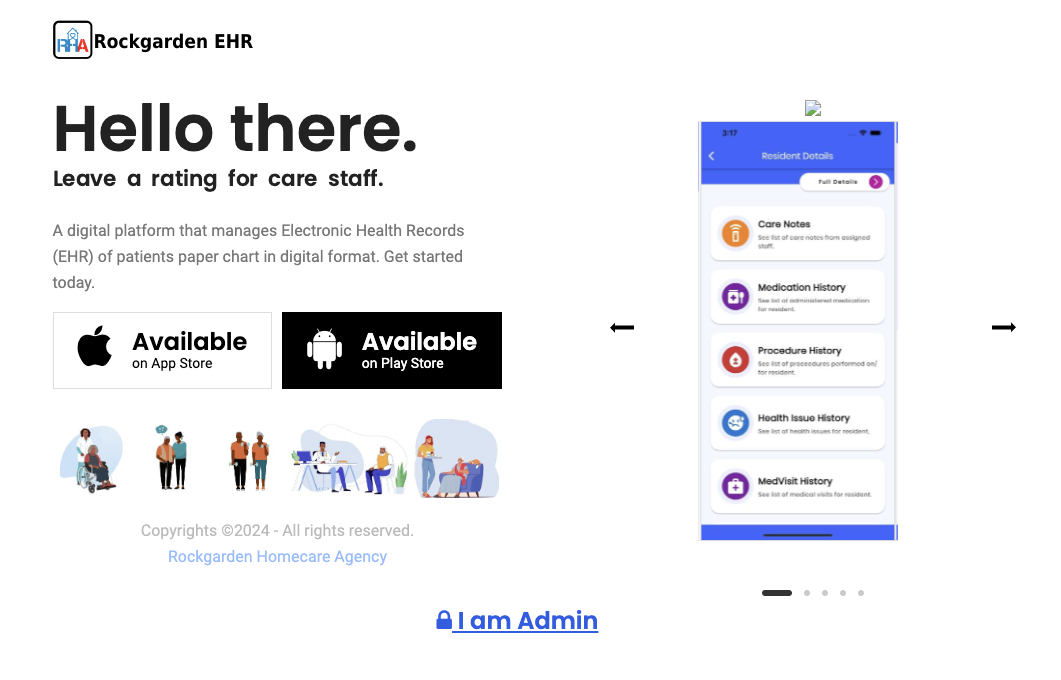 RHA Rockgarden EHR
Hello there.
Leave a rating for care staff.
A digital platform that manages Electronic Health Records
(EHR) of patients paper chart in digital format. Get started
today.
Available
on App Store
Available
on Play Store
Copyrights ©2024 - All rights reserved.
Rockgarden Homecare Agency
3:17
Resident Details
Full Details
Care Notes
See list of care notes from assigned
staff.
Medication History
See list of administered medication
for resident.
Procedure History
See list of proceedures performed on/
for resident.
Health Issue History
See list of health issues for resident.
MedVisit History
See list of medical visits for resident.
I am Admin